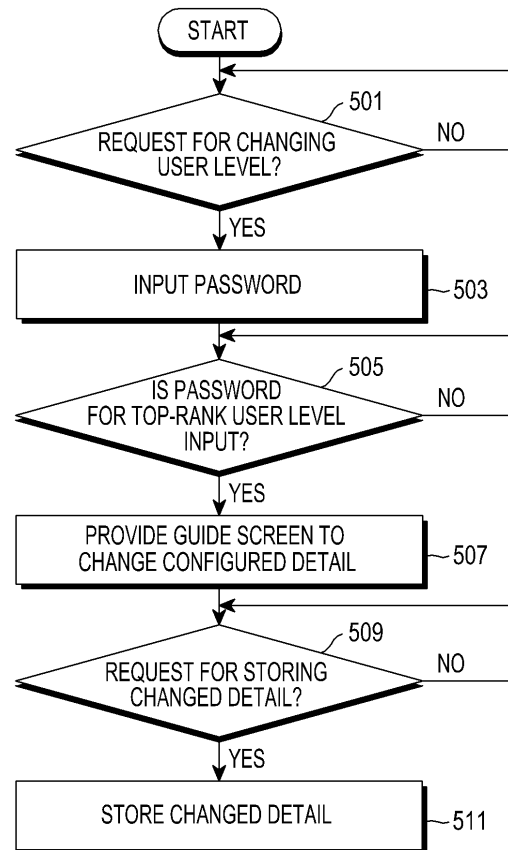 START
501
REQUEST FOR CHANGING
USER LEVEL?
NO
YES
INPUT PASSWORD
503
505
IS PASSWORD
FOR TOP-RANK USER LEVEL
INPUT?
NO
YES
PROVIDE GUIDE SCREEN TO
CHANGE CONFIGURED DETAIL
507
509
REQUEST FOR STORING
CHANGED DETAIL?
NO
YES
STORE CHANGED DETAIL
511